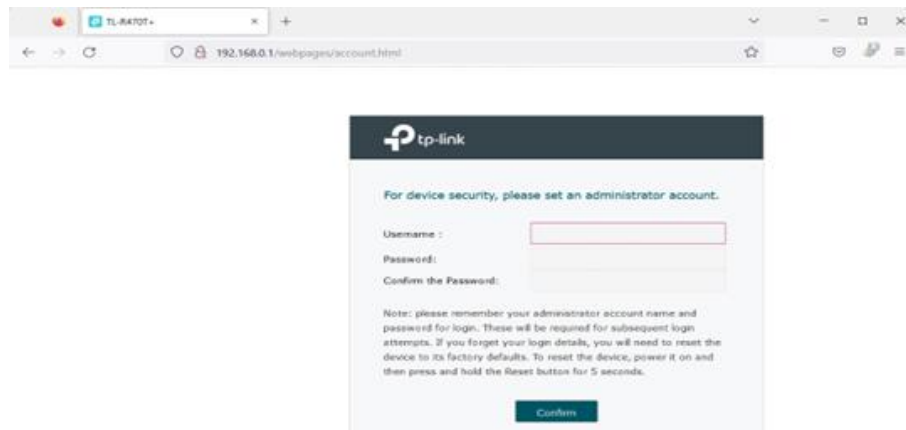 TL-R470T+
192.168.0.1/webpages/account.html
tp-link
For device security, please set an administrator account.
Username :
Password:
Confirm the Password:
Note: please remember your administrator account name and
password for login. These will be required for subsequent login
attempts. If you forget your login details, you will need to reset the
device to its factory defaults. To reset the device, power it on and
then press and hold the Reset button for 5 seconds.
Confirm